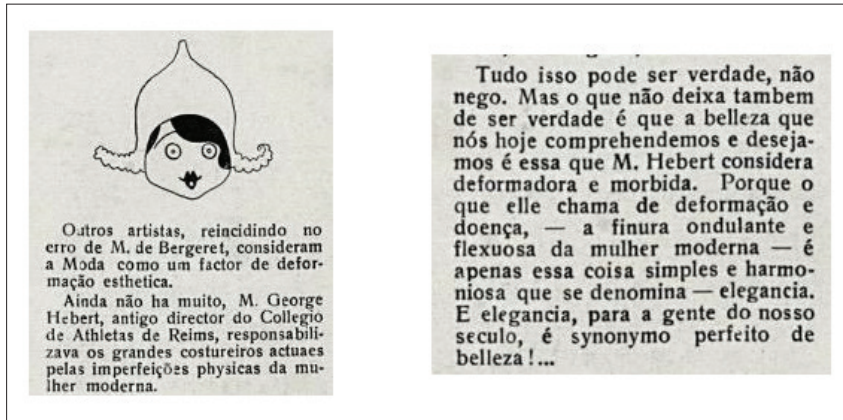 Outros artistas, reincidindo no
erro de M. de Bergeret, consideram
a Moda como um factor de defor-
mação esthetica.
Ainda não ha muito, M. George
Hebert, antigo director do Collegio
de Athletas de Reims, responsabili-
zava os grandes costureiros actuaes
pelas imperfeições physicas da mu-
lher moderna.
Tudo isso pode ser verdade, não
nego. Mas o que não deixa tambem
de ser verdade é que a belleza que
nós hoje comprehendemos e deseja-
mos é essa que M. Hebert considera
deformadora e morbida. Porque o
que elle chama de deformação e
doença, — a finura ondulante e
flexuosa da mulher moderna — é
apenas essa coisa simples e harmo-
niosa que se denomina — elegancia.
E elegancia, para a gente do nosso
seculo, é synonymo perfeito de
belleza!...